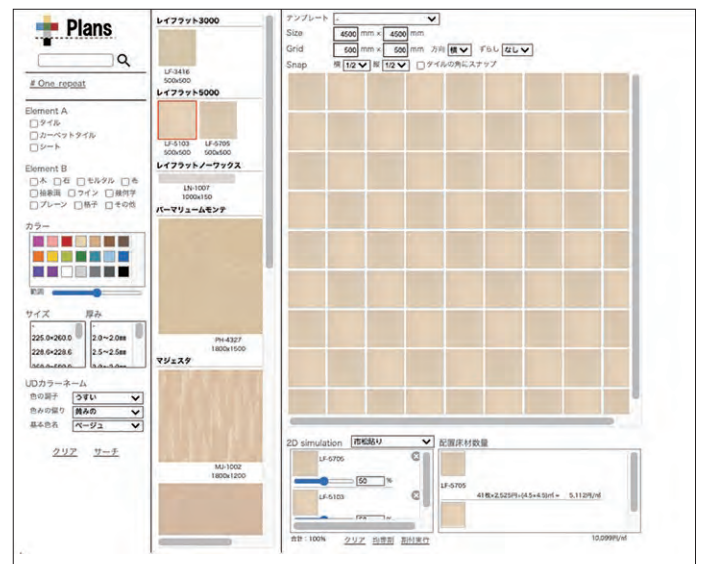 Plans
# One repeat
Element A
タイル
カーペットタイル
シート
Element B
木 石 モルタル 毛
抽象調 ライン 幾何学
プレーン 格子 その他
カラー
範囲
サイズ 厚み
225.0×260.0 2.0~2.0mm
228.6×228.6 2.5~2.5mm
UDカラーネーム
色の調子 うすい
色みの偏り 黄みの
基本色名 ベージュ
クリア サーチ
レイフラット3000
LF-3416
500x500
レイフラット5000
LF-5103 LF-5705
500x500 500x500
レイフラットノーワックス
LN-1007
1000x150
パーマリュームモンテ
PH-4327
1800x1500
マジェスタ
MJ-1002
1800x1200
テンプレート -
Size 4500 mm × 4500 mm
Grid 500 mm × 500 mm 方向 横 ずらし なし
Snap 横 1/2 縦 1/2 タイルの角にスナップ
2D simulation 市松貼り
LF-5705
50 %
LF-5103
合計：100% クリア 均等割 割付実行
配置床材数量
LF-5705
41枚×2,525円÷(4.5×4.5)㎡ = 5,112円/㎡
10,099円/㎡